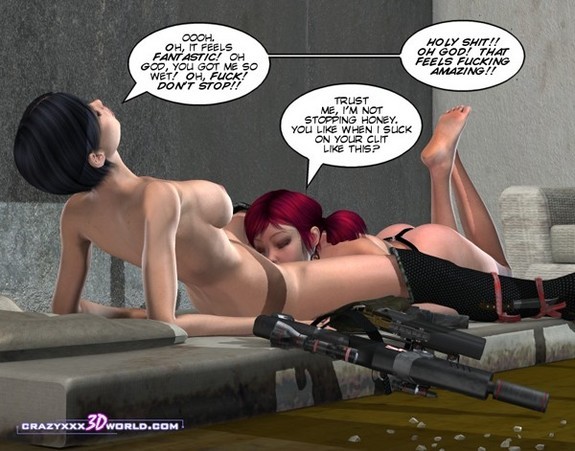 OOOH.
OH, IT FEELS
FANTASTIC! OH
GOD, YOU GOT ME SO
WET! OH, FUCK!
DON'T STOP!!
HOLY SHIT!!
OH GOD! THAT
FEELS FUCKING
AMAZING!!
TRUST
ME, I'M NOT
STOPPING HONEY.
YOU LIKE WHEN I SUCK
ON YOUR CLIT
LIKE THIS?
CRAZYXXX3DWORLD.COM